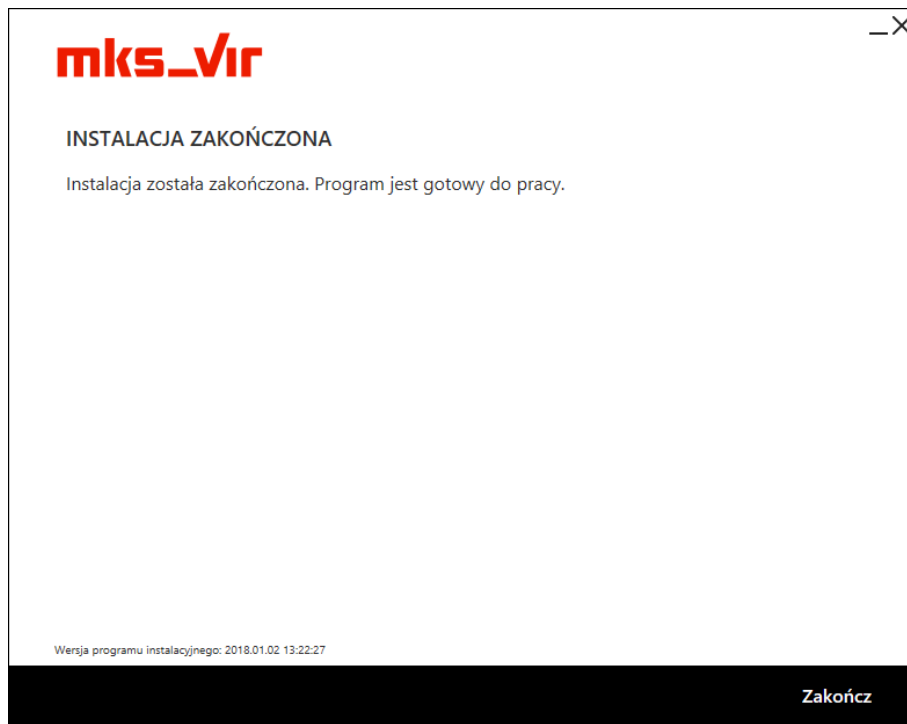 mks_vir
INSTALACJA ZAKOŃCZONA
Instalacja została zakończona. Program jest gotowy do pracy.
Wersja programu instalacyjnego: 2018.01.02 13:22:27
Zakończ